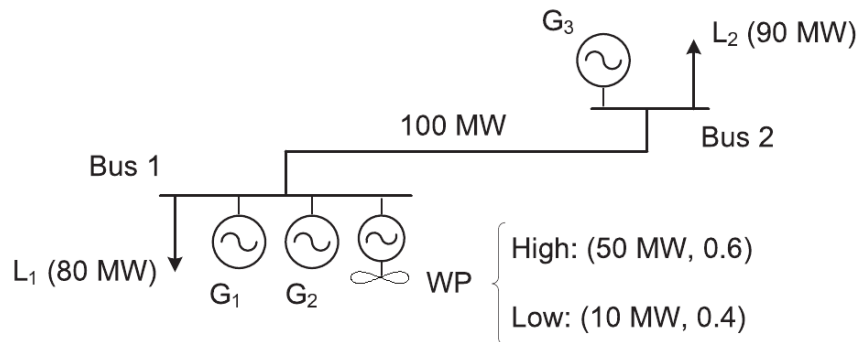 G₃
L₂ (90 MW)
100 MW
Bus 2
Bus 1
L₁ (80 MW)
G₁
G₂
WP
High: (50 MW, 0.6)
Low: (10 MW, 0.4)